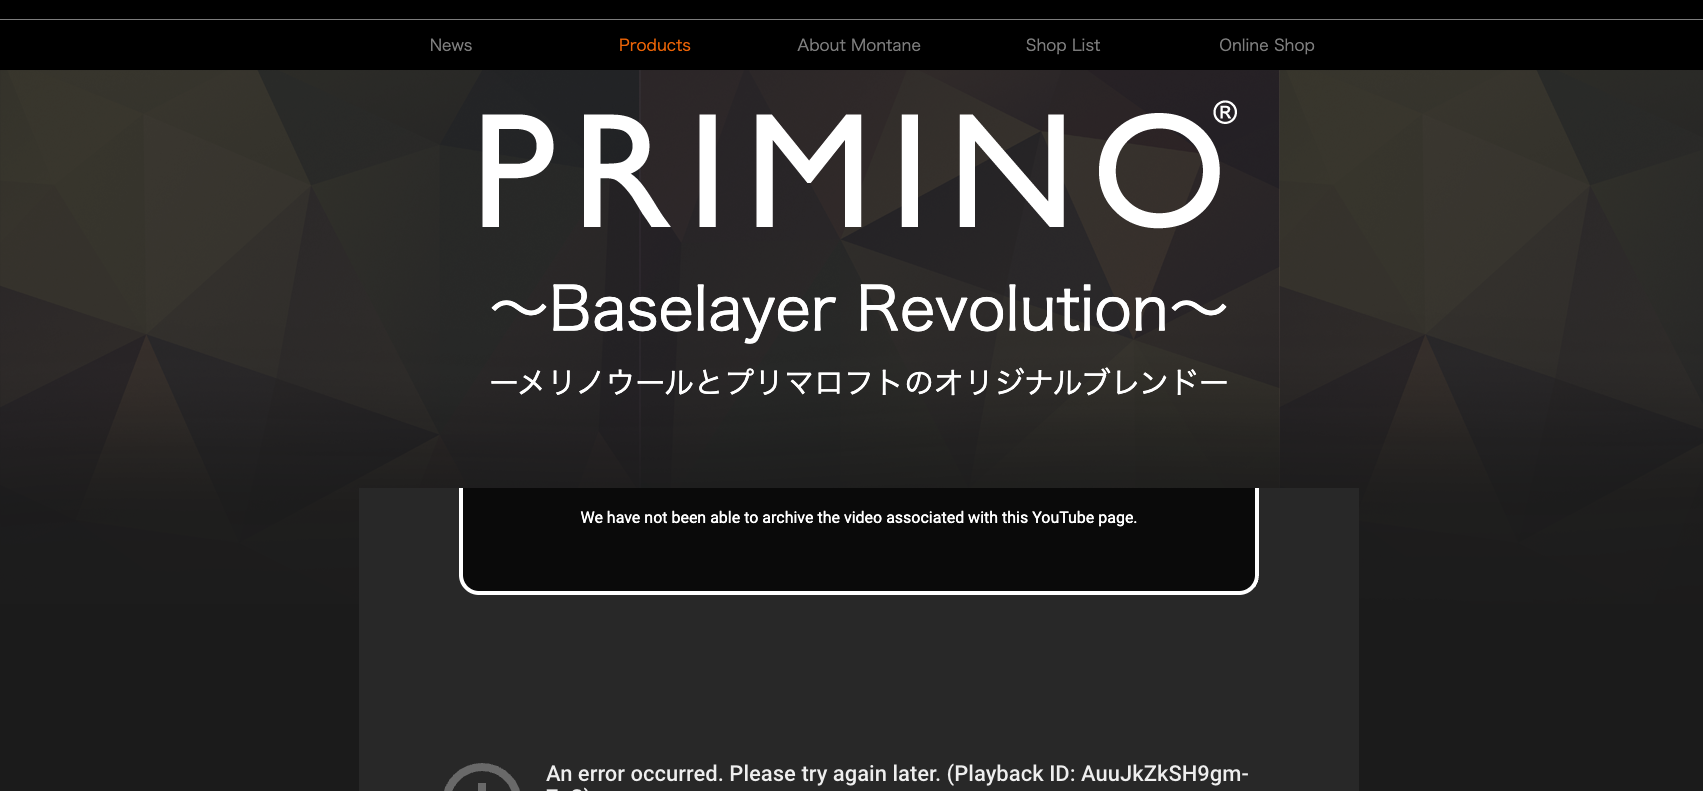 News Products About Montane Shop List Online Shop
PRIMINO®
〜Baselayer Revolution〜
ーメリノウールとプリマロフトのオリジナルブレンドー
We have not been able to archive the video associated with this YouTube page.
An error occurred. Please try again later. (Playback ID: AuuJkZkSH9gm-